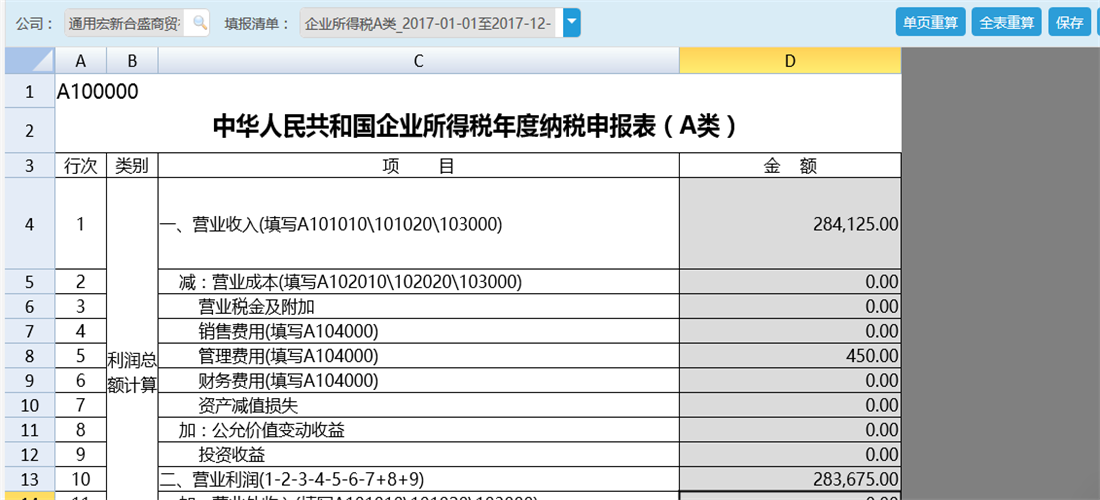 公司： 通用宏新合盛商贸 填报清单： 企业所得税A类_2017-01-01至2017-12- 单页重算 全表重算 保存
A B C D
1 A100000
2 中华人民共和国企业所得税年度纳税申报表（A类）
3 行次 类别 项 目 金 额
4 1 一、营业收入(填写A101010\101020\103000) 284,125.00
5 2 减：营业成本(填写A102010\102020\103000) 0.00
6 3 营业税金及附加 0.00
7 4 销售费用(填写A104000) 0.00
8 5 管理费用(填写A104000) 450.00
利润总
额计算
9 6 财务费用(填写A104000) 0.00
10 7 资产减值损失 0.00
11 8 加：公允价值变动收益 0.00
12 9 投资收益 0.00
13 10 二、营业利润(1-2-3-4-5-6-7+8+9) 283,675.00